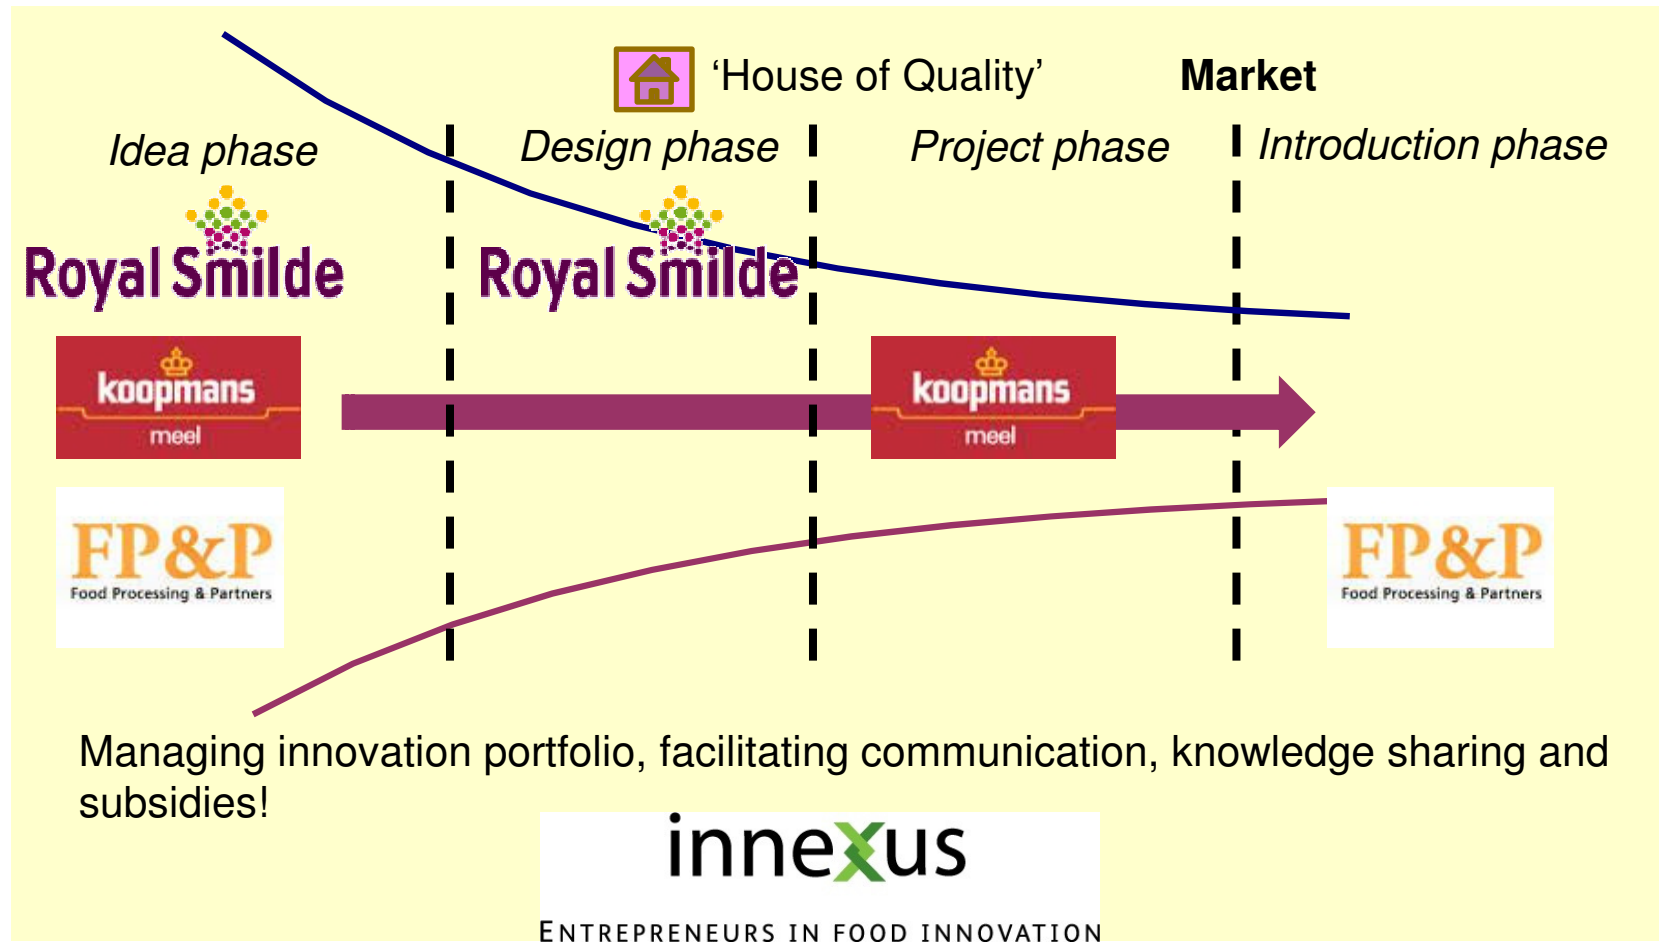 ‘House of Quality’
Market
Idea phase
Design phase
Project phase
Introduction phase
Royal Smilde
Royal Smilde
koopmans
meel
koopmans
meel
FP&P
Food Processing & Partners
FP&P
Food Processing & Partners
Managing innovation portfolio, facilitating communication, knowledge sharing and
subsidies!
innexus
ENTREPRENEURS IN FOOD INNOVATION